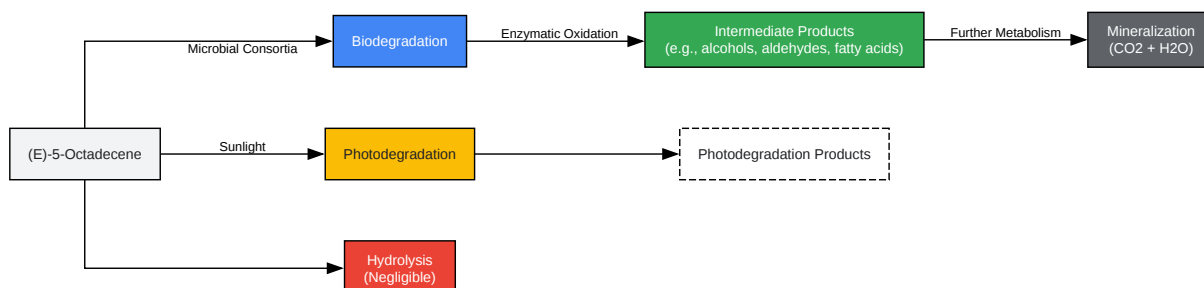 Microbial Consortia
Biodegradation
Enzymatic Oxidation
Intermediate Products
(e.g., alcohols, aldehydes, fatty acids)
Further Metabolism
Mineralization
(CO2 + H2O)
(E)-5-Octadecene
Sunlight
Photodegradation
Photodegradation Products
Hydrolysis
(Negligible)